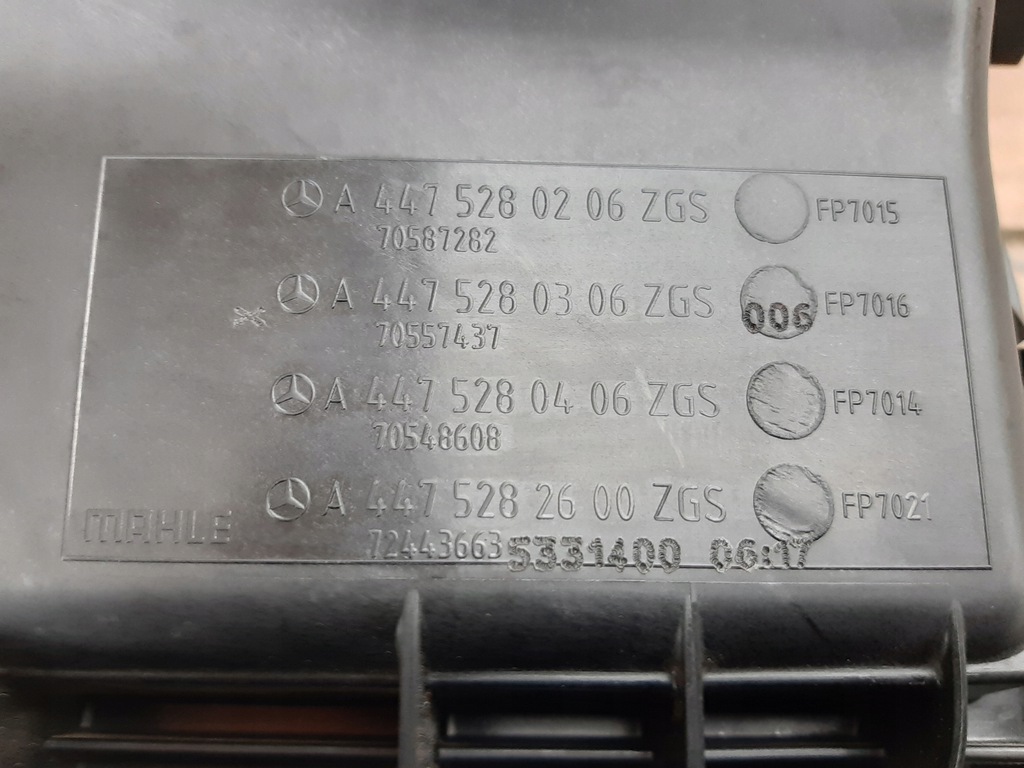 A 447 528 02 06 ZGS FP7015
70587282
A 447 528 03 06 ZGS 006 FP7016
70557437
A 447 528 04 06 ZGS FP7014
70548608
A 447 528 26 00 ZGS FP7021
MAHLE 72443663 5331400 06:17